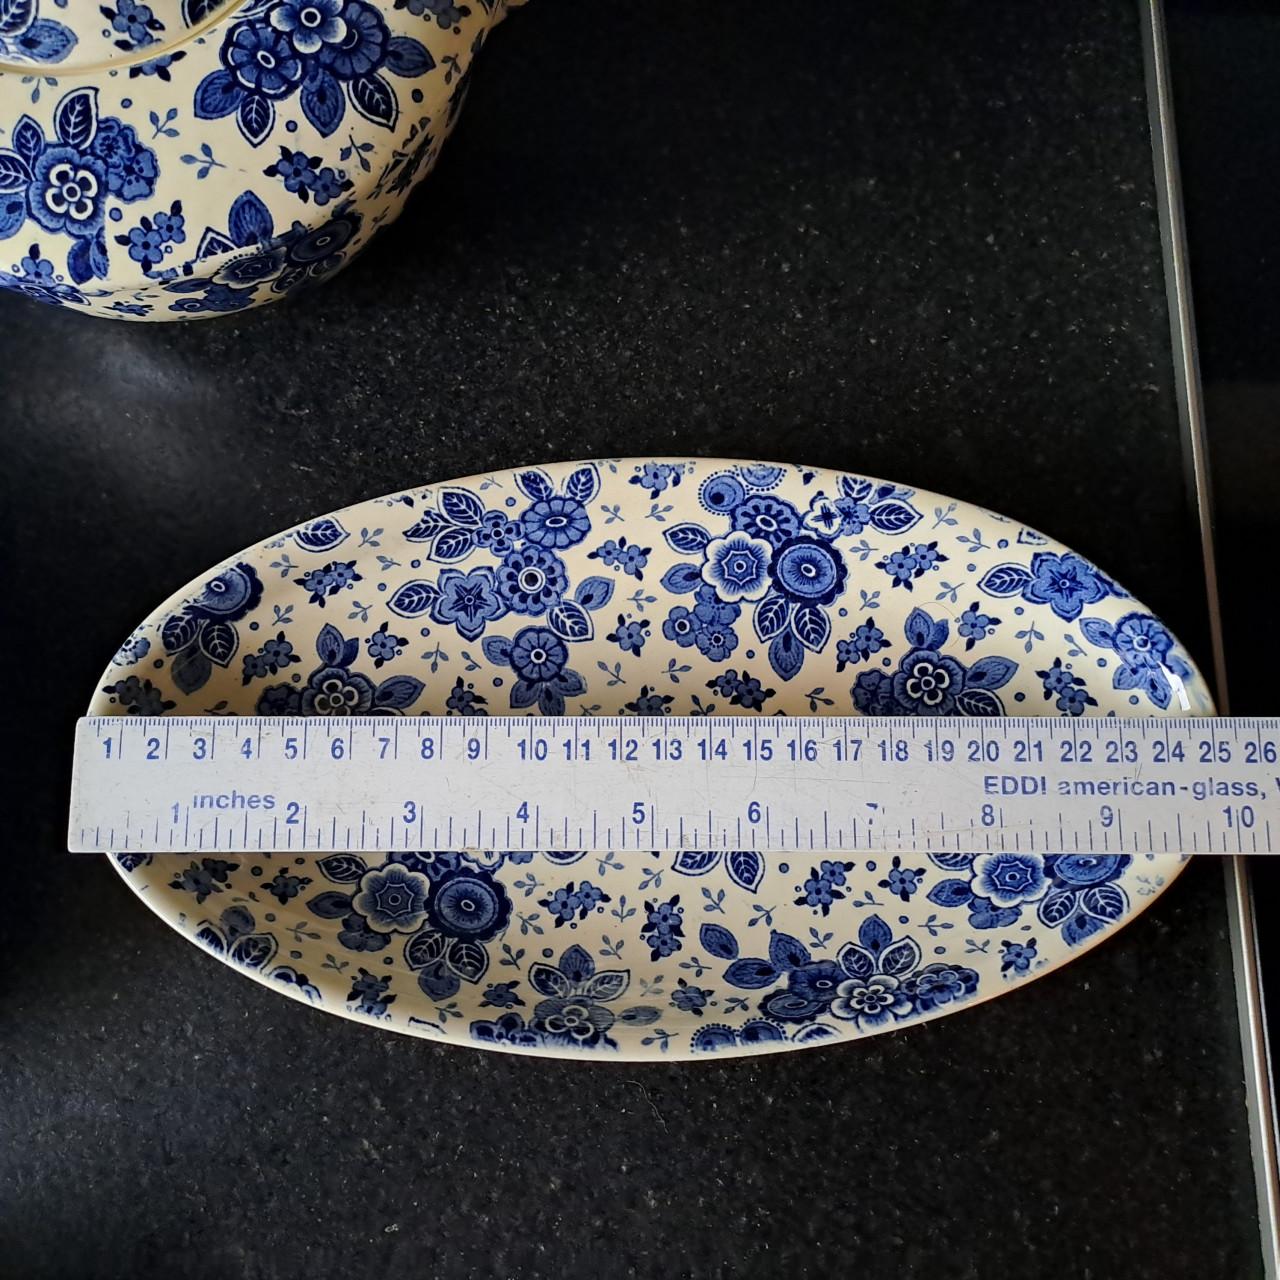 1 2 3 4 5 6 7 8 9 10 11 12 13 14 15 16 17 18 19 20 21 22 23 24 25 26
EDDI american-glass,
1 inches 2 3 4 5 6 7 8 9 10